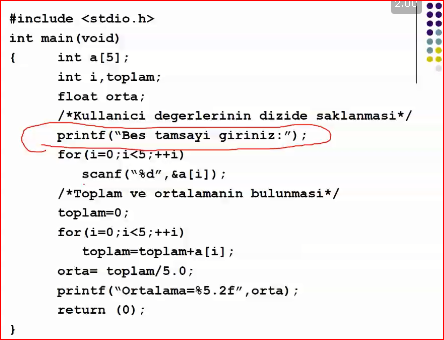 2.00
#include <stdio.h>
int main(void)
{ int a[5];
int i,toplam;
float orta;
/*Kullanici degerlerinin dizide saklanmasi*/
printf(“Bes tamsayi giriniz:”);
for(i=0;i<5;++i)
scanf(“%d”,&a[i]);
/*Toplam ve ortalamanin bulunmasi*/
toplam=0;
for(i=0;i<5;++i)
toplam=toplam+a[i];
orta= toplam/5.0;
printf(“Ortalama=%5.2f”,orta);
return (0);
}